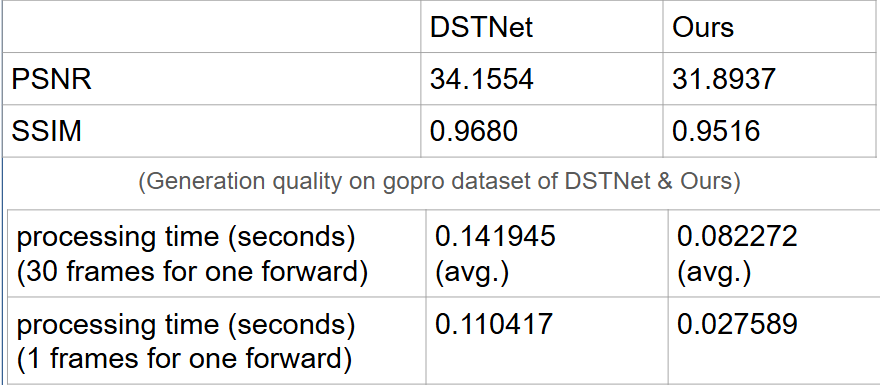 DSTNet Ours
PSNR 34.1554 31.8937
SSIM 0.9680 0.9516
(Generation quality on gopro dataset of DSTNet & Ours)
processing time (seconds) 0.141945 0.082272
(30 frames for one forward) (avg.) (avg.)
processing time (seconds) 0.110417 0.027589
(1 frames for one forward)